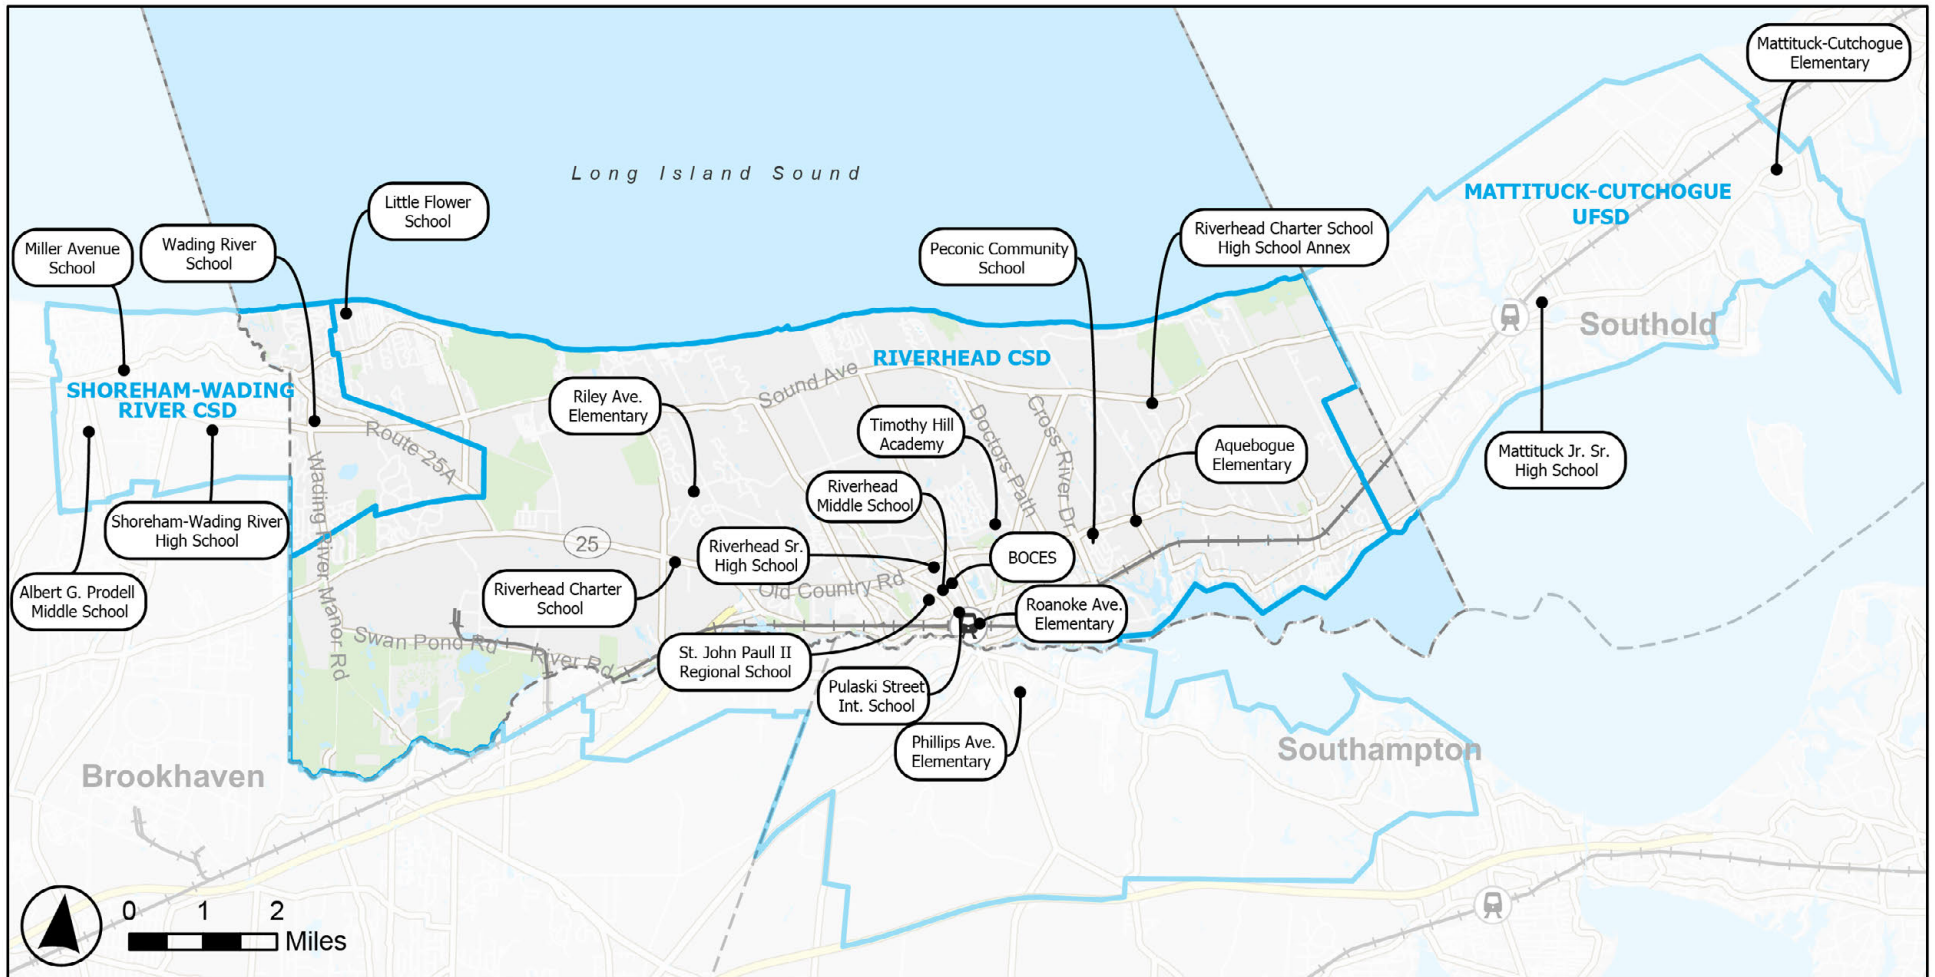 Mattituck-Cutchogue
Elementary
Long Island Sound
MATTITUCK-CUTCHOGUE
UFSD
Little Flower
School
Riverhead Charter School
High School Annex
Miller Avenue
School
Wading River
School
Peconic Community
School
Southold
RIVERHEAD CSD
SHOREHAM-WADING
RIVER CSD
Sound Ave
Riley Ave.
Elementary
Timothy Hill
Academy
Doctors Path
Cross River Dr
Route 25A
Aquebogue
Elementary
Mattituck Jr. Sr.
High School
Wading River Manor Rd
Riverhead
Middle School
Shoreham-Wading River
High School
25
Riverhead Sr.
High School
BOCES
Old Country Rd
Riverhead Charter
School
Albert G. Prodell
Middle School
Roanoke Ave.
Elementary
Swan Pond Rd
River Rd
St. John Paull II
Regional School
Pulaski Street
Int. School
Phillips Ave.
Elementary
Southampton
Brookhaven
0 1 2
Miles